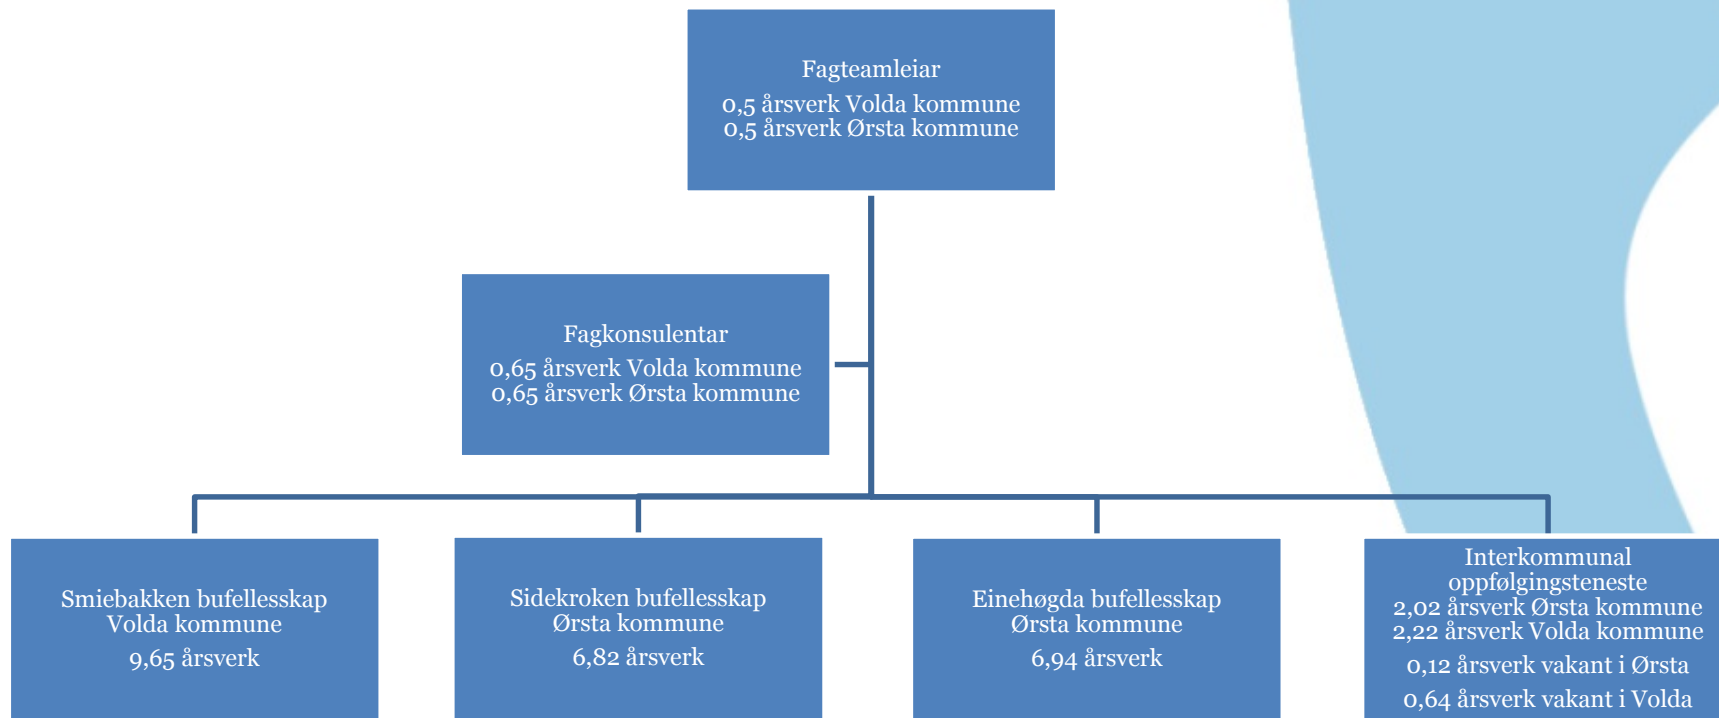 Fagteamleiar
0,5 årsverk Volda kommune
0,5 årsverk Ørsta kommune
Fagkonsulentar
0,65 årsverk Volda kommune
0,65 årsverk Ørsta kommune
Smiebakken bufellesskap
Volda kommune
9,65 årsverk
Sidekroken bufellesskap
Ørsta kommune
6,82 årsverk
Einehøgda bufellesskap
Ørsta kommune
6,94 årsverk
Interkommunal
oppfølgingsteneste
2,02 årsverk Ørsta kommune
2,22 årsverk Volda kommune
0,12 årsverk vakant i Ørsta
0,64 årsverk vakant i Volda